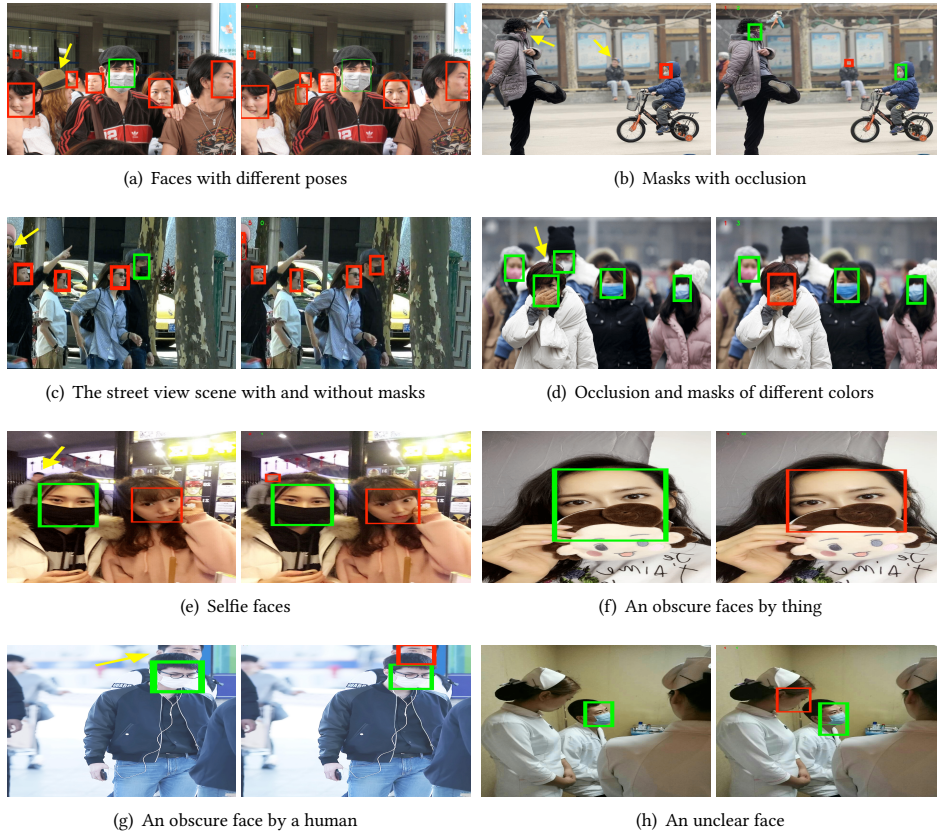 (a) Faces with different poses
(b) Masks with occlusion
(c) The street view scene with and without masks
(d) Occlusion and masks of different colors
(e) Selfie faces
(f) An obscure faces by thing
(g) An obscure face by a human
(h) An unclear face